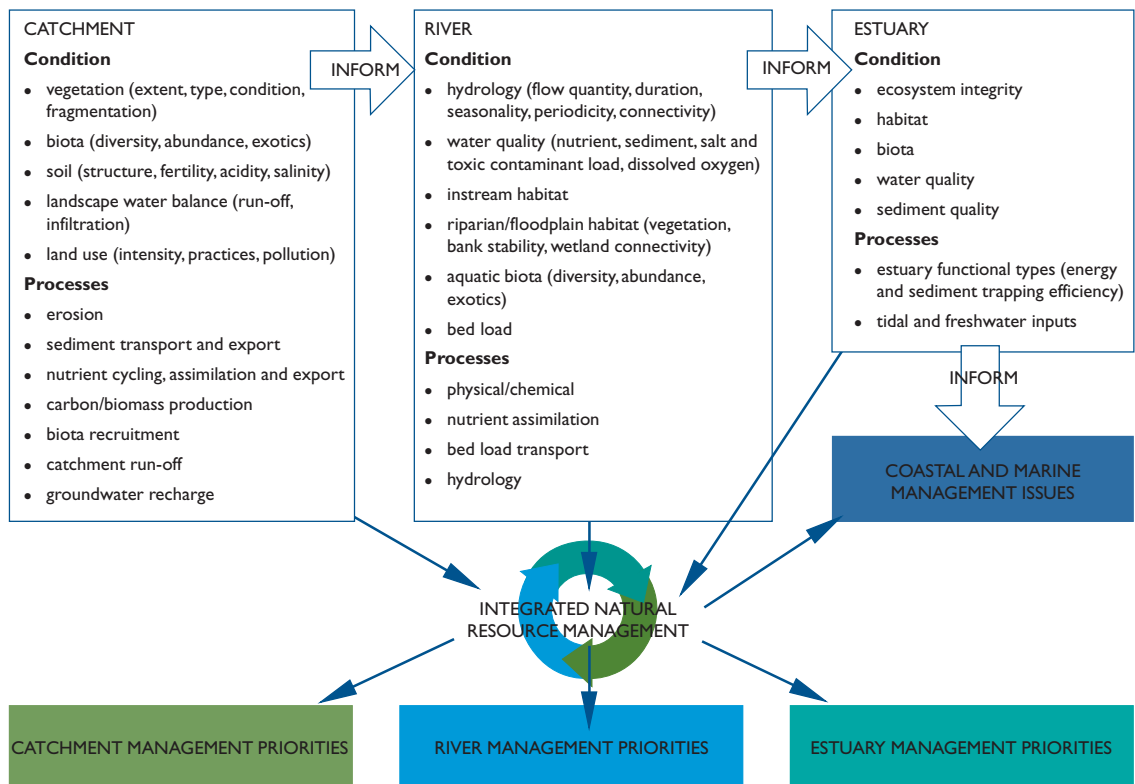 CATCHMENT
Condition
• vegetation (extent, type, condition,
fragmentation)
• biota (diversity, abundance, exotics)
• soil (structure, fertility, acidity, salinity)
• landscape water balance (run-off,
infiltration)
• land use (intensity, practices, pollution)
Processes
• erosion
• sediment transport and export
• nutrient cycling, assimilation and export
• carbon/biomass production
• biota recruitment
• catchment run-off
• groundwater recharge
INFORM
RIVER
Condition
• hydrology (flow quantity, duration,
seasonality, periodicity, connectivity)
• water quality (nutrient, sediment, salt and
toxic contaminant load, dissolved oxygen)
• instream habitat
• riparian/floodplain habitat (vegetation,
bank stability, wetland connectivity)
• aquatic biota (diversity, abundance,
exotics)
• bed load
Processes
• physical/chemical
• nutrient assimilation
• bed load transport
• hydrology
INFORM
ESTUARY
Condition
• ecosystem integrity
• habitat
• biota
• water quality
• sediment quality
Processes
• estuary functional types (energy
and sediment trapping efficiency)
• tidal and freshwater inputs
INFORM
COASTAL AND MARINE
MANAGEMENT ISSUES
INTEGRATED NATURAL
RESOURCE MANAGEMENT
CATCHMENT MANAGEMENT PRIORITIES
RIVER MANAGEMENT PRIORITIES
ESTUARY MANAGEMENT PRIORITIES